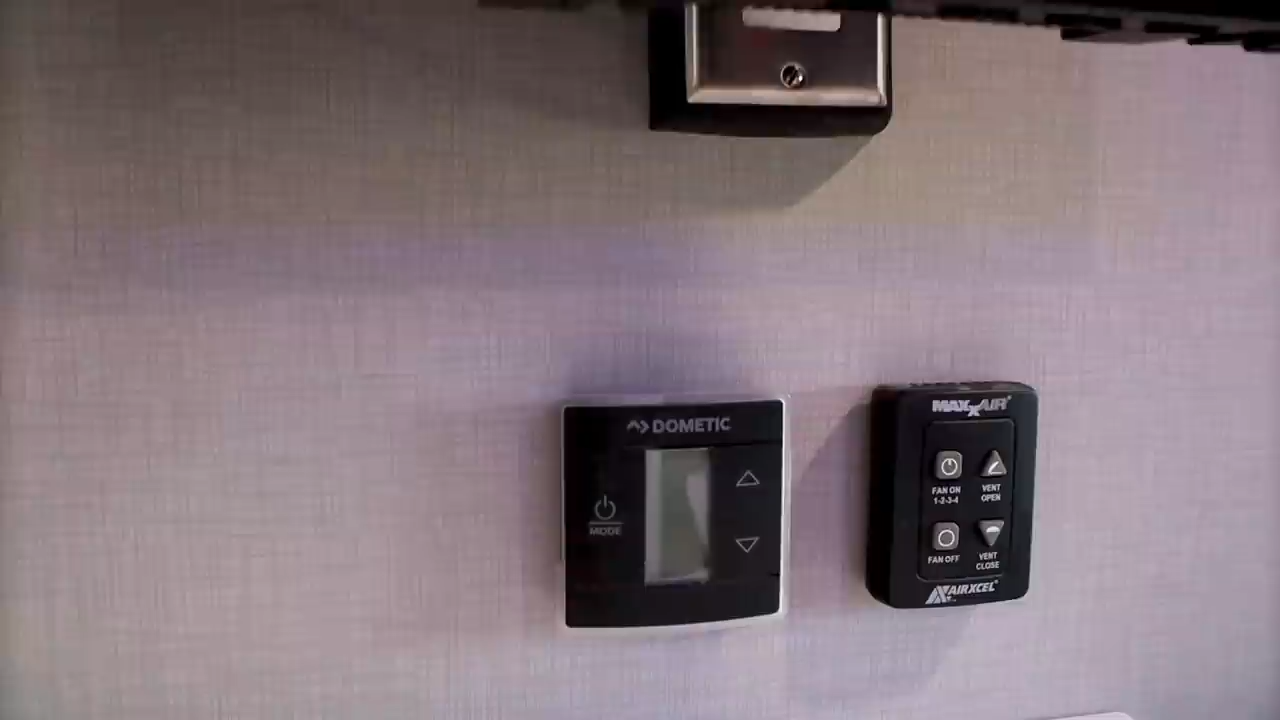 DOMETIC
MODE
MAXXAIR®
FAN ON
1-2-3-4
VENT
OPEN
FAN OFF
VENT
CLOSE
AIRXCEL®